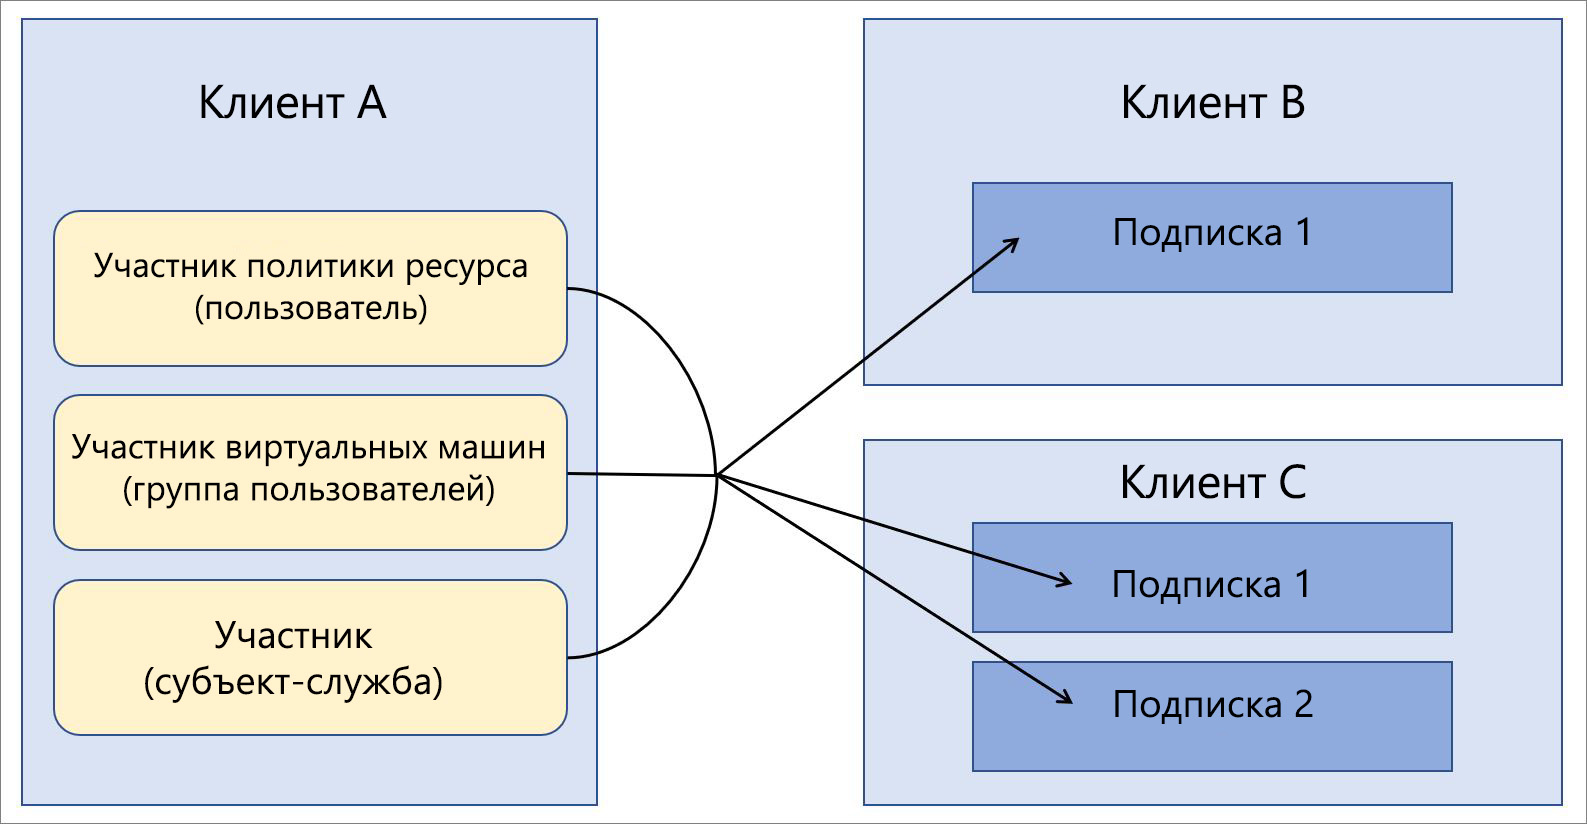 Клиент A
Участник политики ресурса
(пользователь)
Участник виртуальных машин
(группа пользователей)
Участник
(субъект-служба)
Клиент B
Подписка 1
Клиент C
Подписка 1
Подписка 2